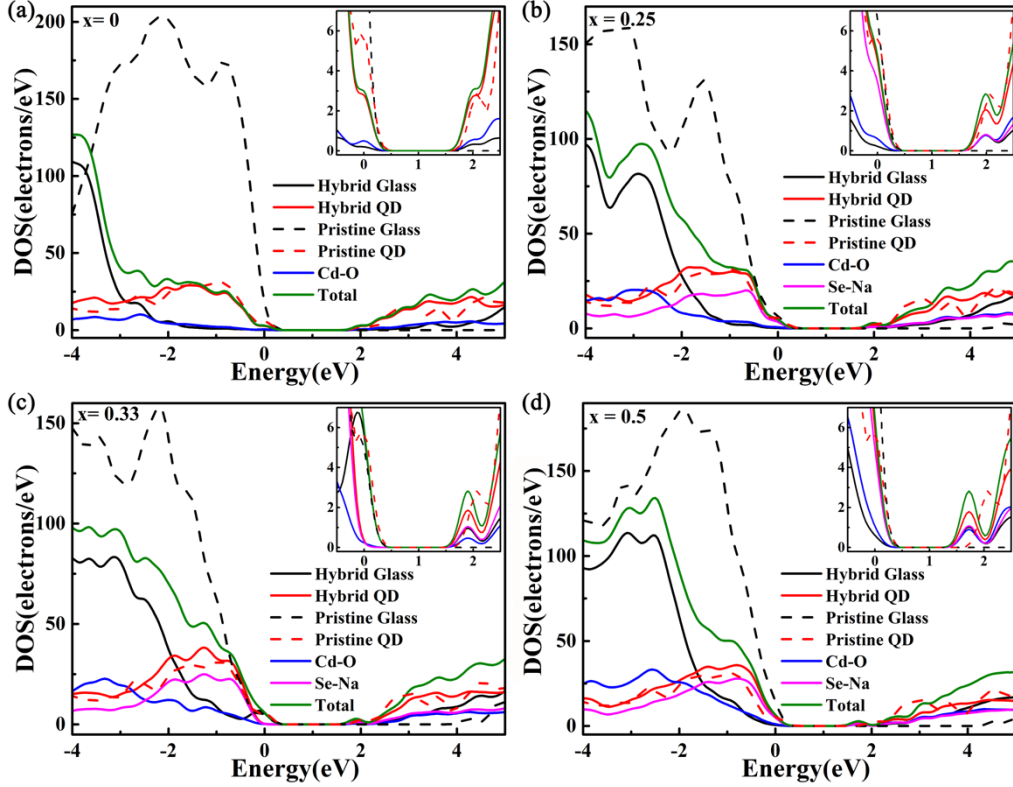 (a)
x= 0
200
150
100
50
0
DOS(electrons/eV)
-4 -2 0 2 4
Energy(eV)
6
4
2
0
0 1 2
Hybrid Glass
Hybrid QD
Pristine Glass
Pristine QD
Cd-O
Total
(b)
x = 0.25
150
100
50
0
DOS(electrons/eV)
-4 -2 0 2 4
Energy(eV)
6
4
2
0
0 1 2
Hybrid Glass
Hybrid QD
Pristine Glass
Pristine QD
Cd-O
Se-Na
Total
(c)
x= 0.33
150
100
50
0
DOS(electrons/eV)
-4 -2 0 2 4
Energy(eV)
6
4
2
0
0 1 2
Hybrid Glass
Hybrid QD
Pristine Glass
Pristine QD
Cd-O
Se-Na
Total
(d)
x = 0.5
150
100
50
0
DOS(electrons/eV)
-4 -2 0 2 4
Energy(eV)
6
4
2
0
0 1 2
Hybrid Glass
Hybrid QD
Pristine Glass
Pristine QD
Cd-O
Se-Na
Total